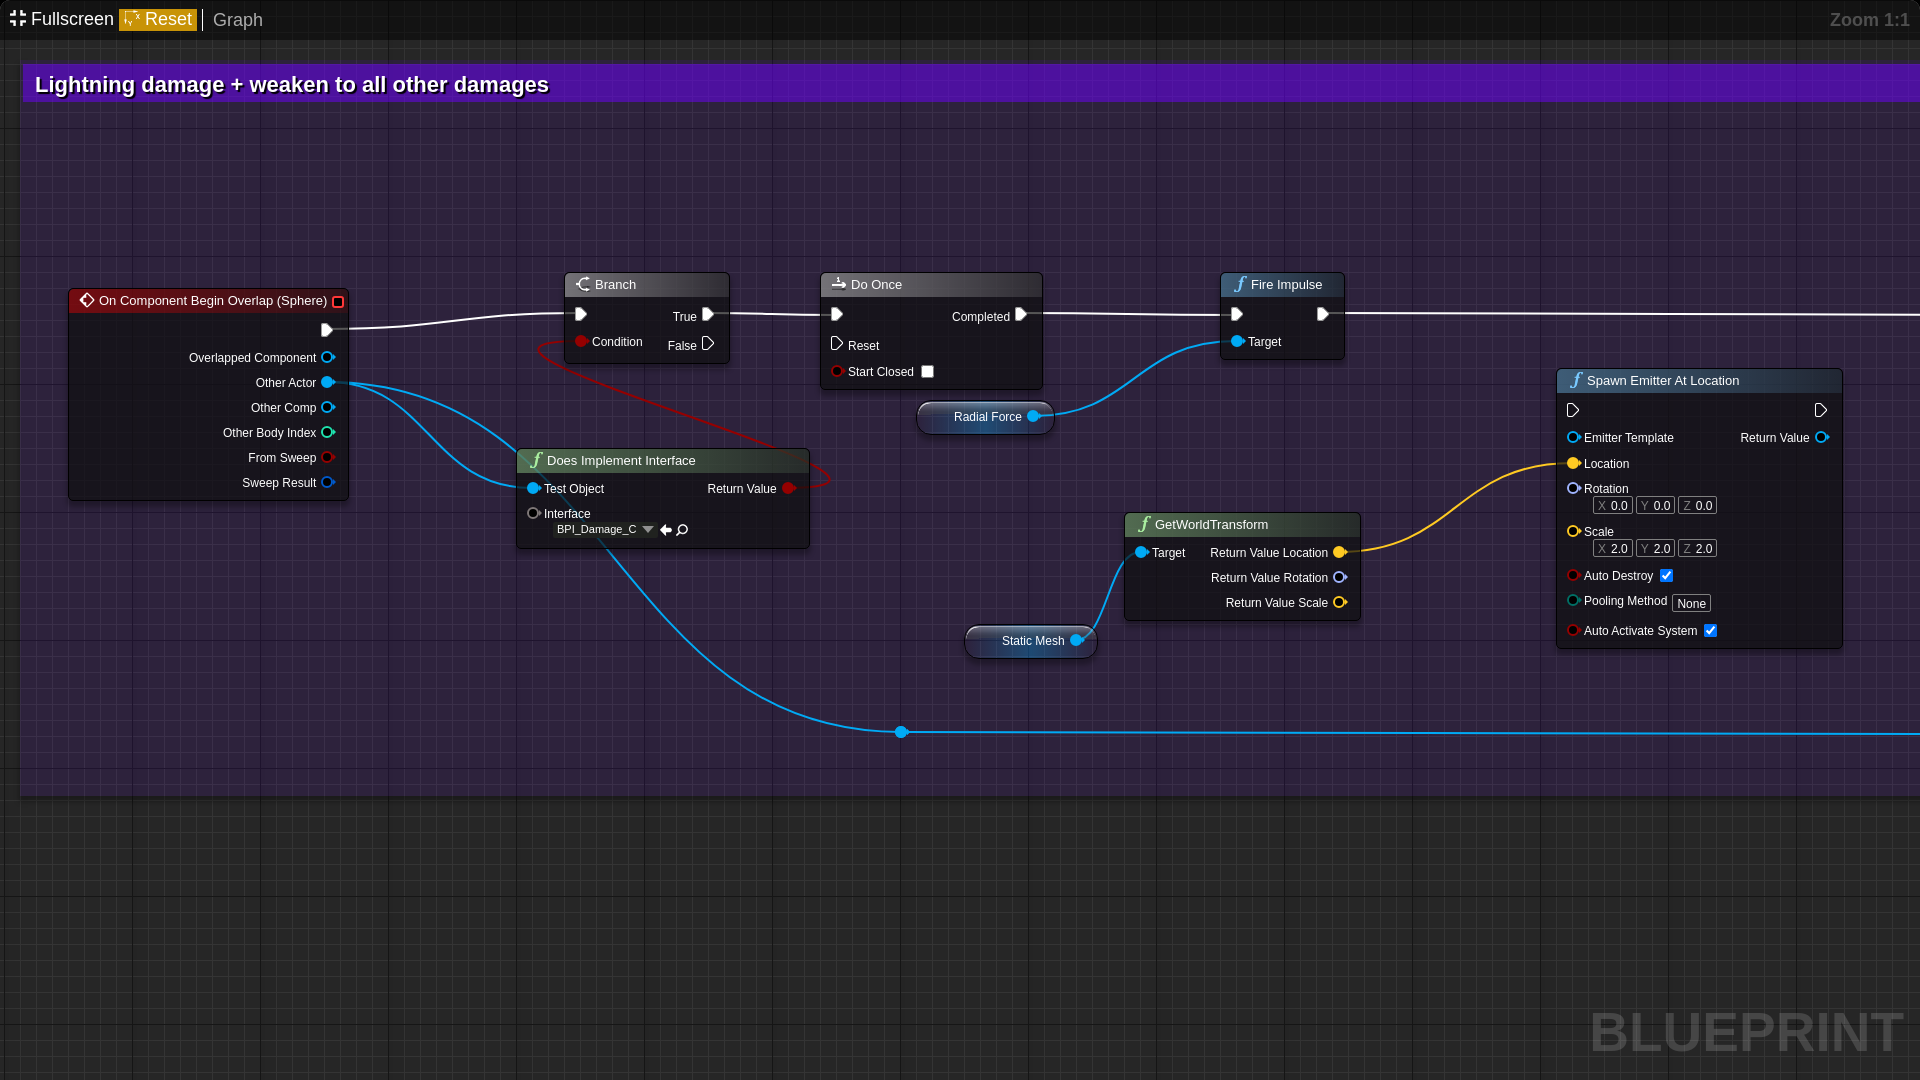 Fullscreen Reset Graph Zoom 1:1
Lightning damage + weaken to all other damages
On Component Begin Overlap (Sphere)
Overlapped Component
Other Actor
Other Comp
Other Body Index
From Sweep
Sweep Result
Branch
True
Condition
False
Does Implement Interface
Test Object Return Value
Interface
BPI_Damage_C
Do Once
Completed
Reset
Start Closed
Radial Force
Fire Impulse
Target
Static Mesh
GetWorldTransform
Target Return Value Location
Return Value Rotation
Return Value Scale
Spawn Emitter At Location
Emitter Template Return Value
Location
Rotation
X 0.0 Y 0.0 Z 0.0
Scale
X 2.0 Y 2.0 Z 2.0
Auto Destroy
Pooling Method None
Auto Activate System
BLUEPRINT